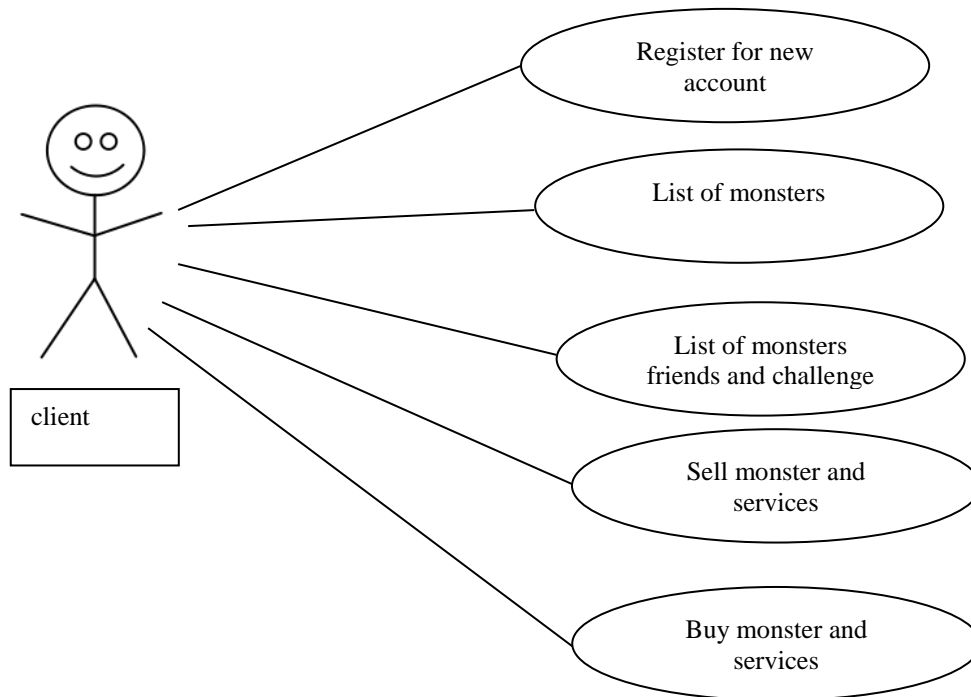 Register for new
account
List of monsters
List of monsters
friends and challenge
client
Sell monster and
services
Buy monster and
services